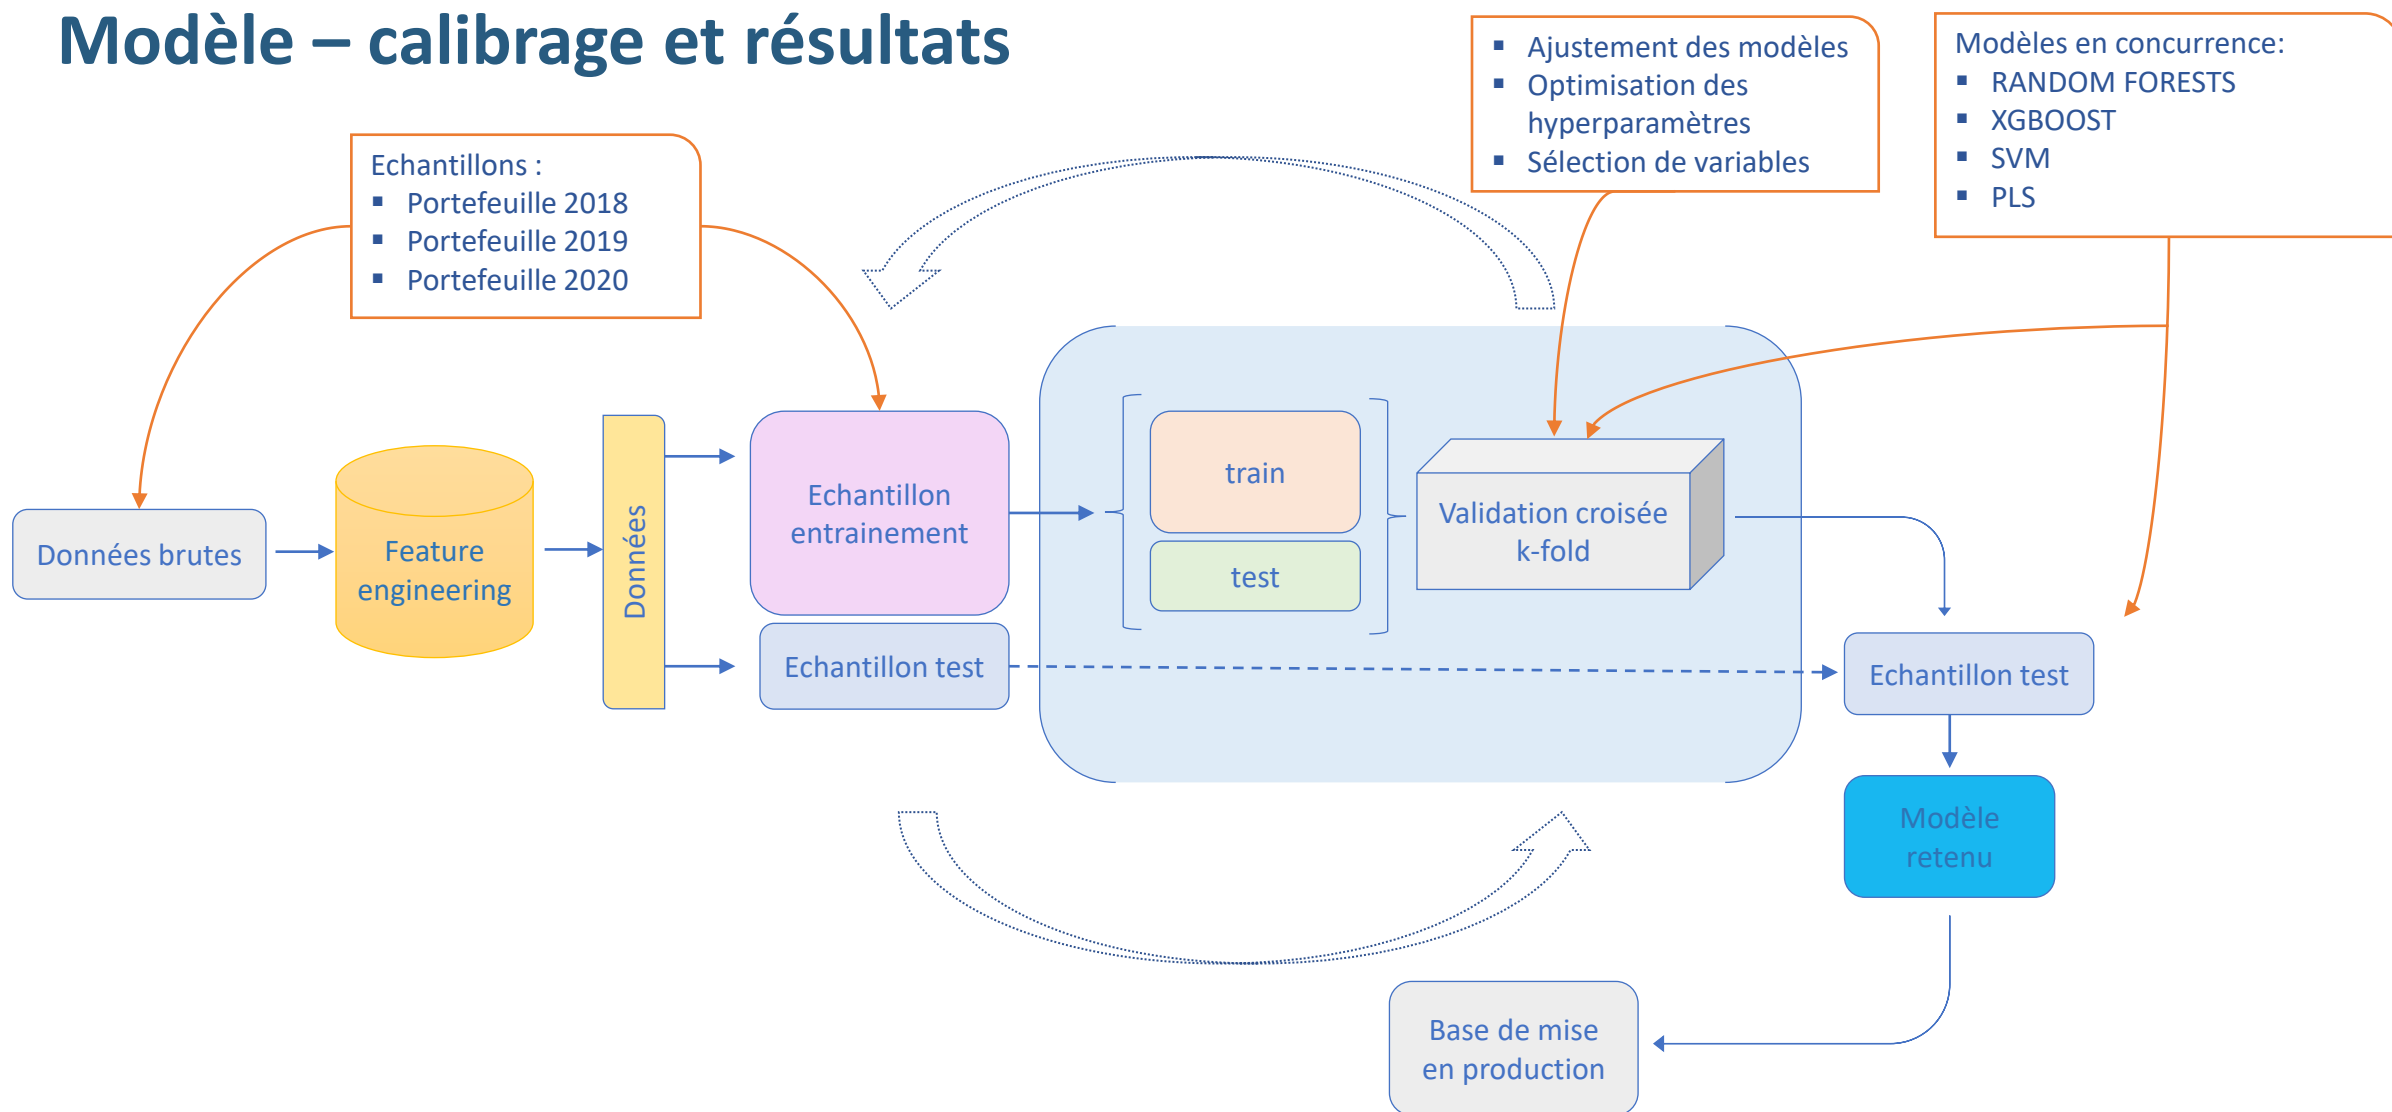 Modèle – calibrage et résultats
Echantillons :
▪ Portefeuille 2018
▪ Portefeuille 2019
▪ Portefeuille 2020
▪ Ajustement des modèles
▪ Optimisation des
hyperparamètres
▪ Sélection de variables
Modèles en concurrence:
▪ RANDOM FORESTS
▪ XGBOOST
▪ SVM
▪ PLS
Données brutes
Feature
engineering
Données
Echantillon
entrainement
Echantillon test
train
test
Validation croisée
k-fold
Echantillon test
Modèle
retenu
Base de mise
en production